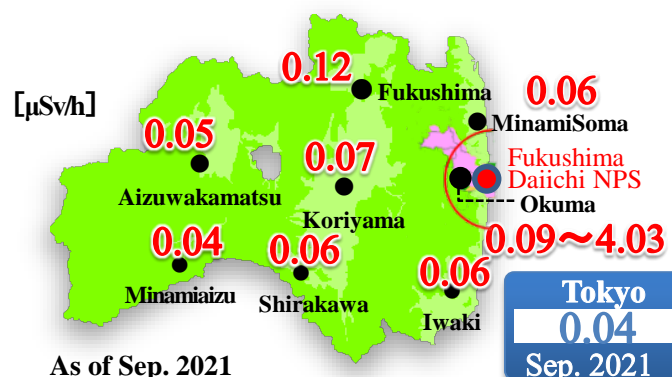 0.12
Fukushima
[μSv/h]
0.06
MinamiSoma
0.05
Aizuwakamatsu
0.07
Koriyama
Fukushima
Daiichi NPS
Okuma
0.09～4.03
0.04
Minamiaizu
0.06
Shirakawa
0.06
Iwaki
Tokyo
0.04
Sep. 2021
As of Sep. 2021